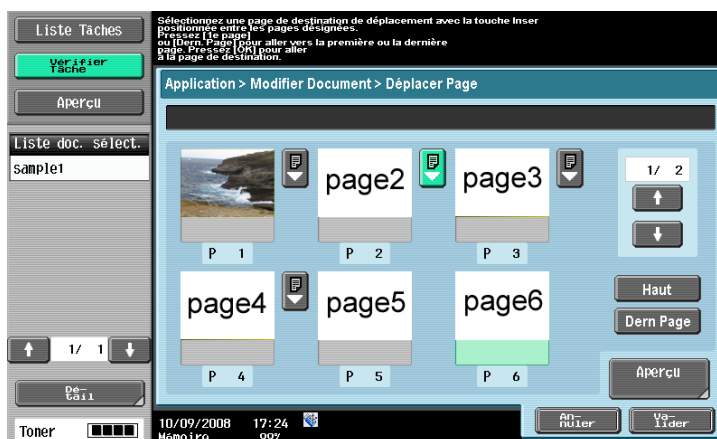 Liste Tâches
Vérifier
Tâche
Aperçu
Liste doc. sélect.
sample1
1/ 1
Dé-
tail
Toner
Sélectionnez une page de destination de déplacement avec la touche Inser
positionnée entre les pages désignées.
Pressez [1e page]
ou [Dern. Page] pour aller vers la première ou la dernière
page. Pressez [OK] pour aller
à la page de destination.
Application > Modifier Document > Déplacer Page
page2
page3
P 1
P 2
P 3
page4
page5
page6
P 4
P 5
P 6
1/ 2
Haut
Dern Page
Aperçu
10/09/2008 17:24
Mémoire 99%
An-
nuler
Va-
lider